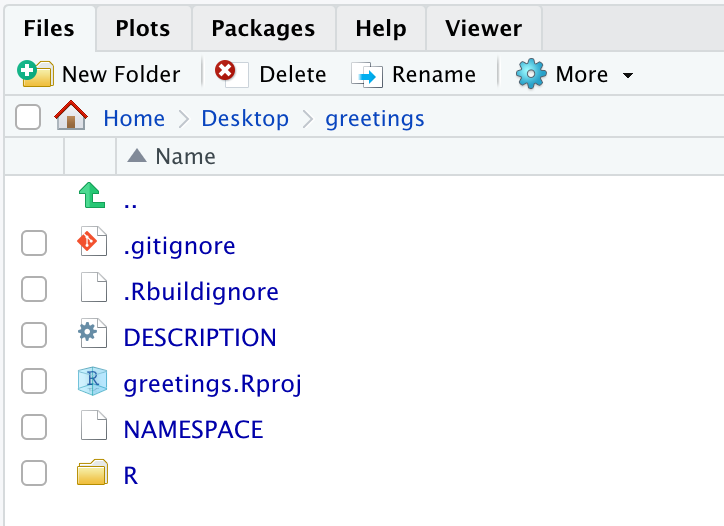 Files Plots Packages Help Viewer
New Folder Delete Rename More
Home Desktop greetings
Name
..
.gitignore
.Rbuildignore
DESCRIPTION
R greetings.Rproj
NAMESPACE
R